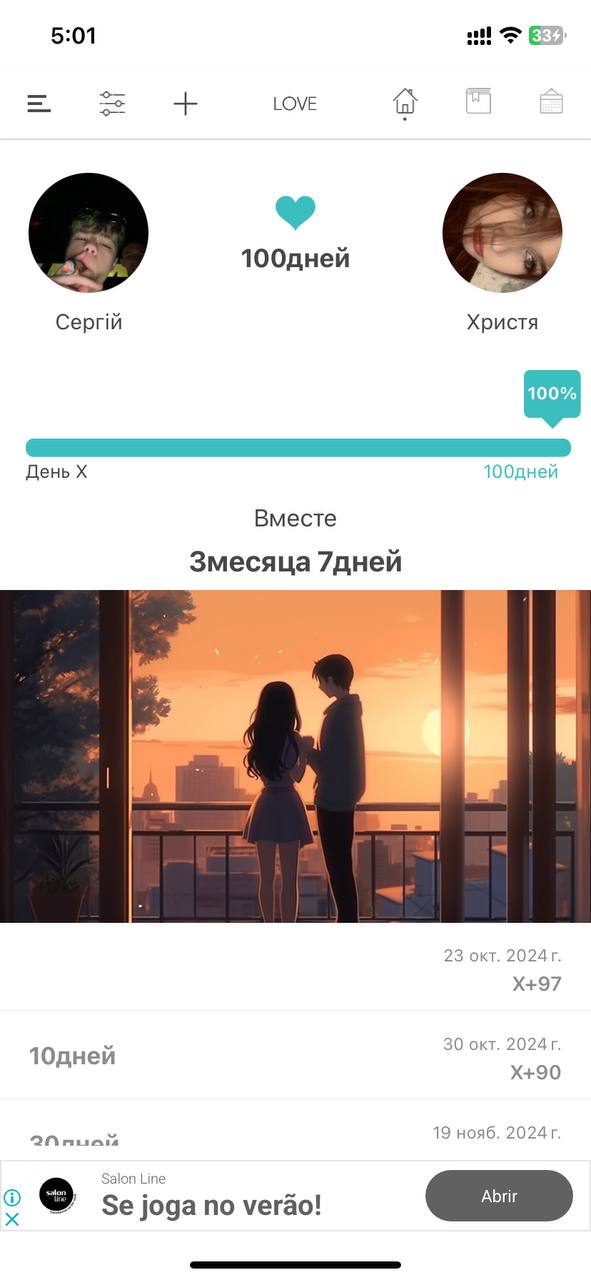 5:01
33
LOVE
100дней
Сергій
Христя
100%
День X
100дней
Вместе
3месяца 7дней
23 окт. 2024 г.
X+97
10дней
30 окт. 2024 г.
X+90
30дней
19 нояб. 2024 г.
Salon Line
salon
line
Se joga no verão!
Abrir